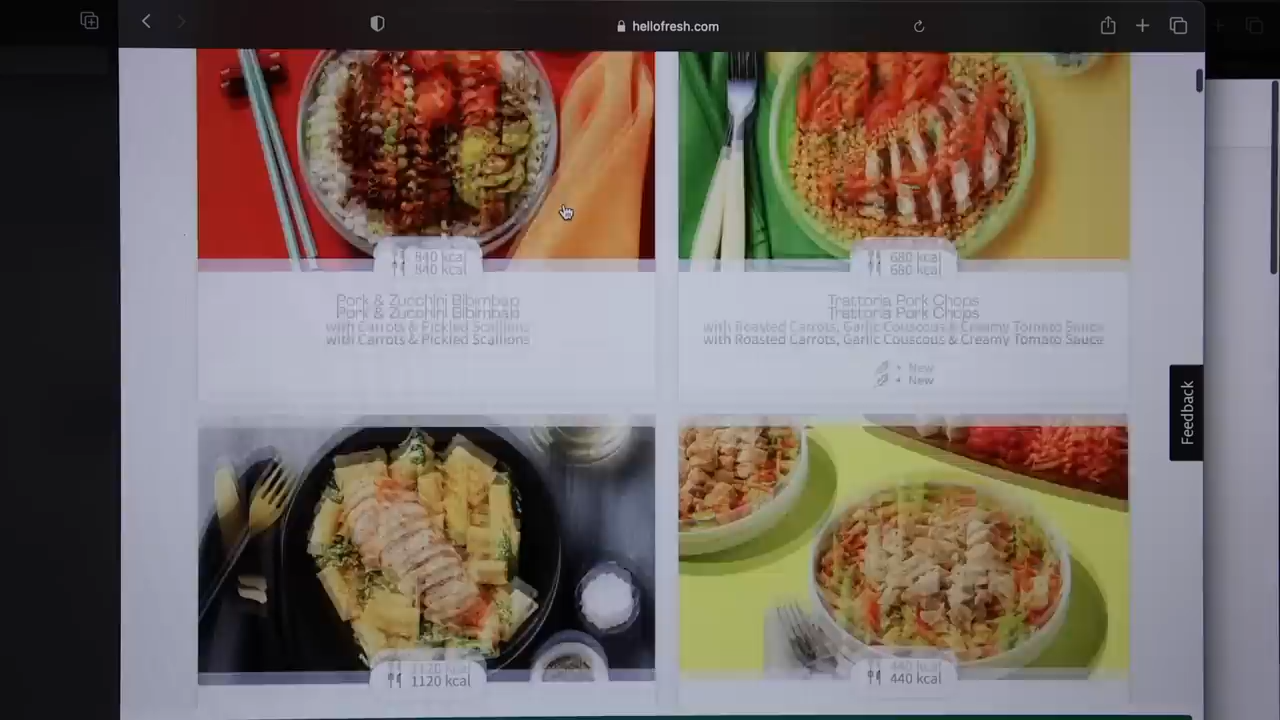 hellofresh.com
840 kcal
680 kcal
Pork & Zucchini Bibimbap
with Carrots & Pickled Scallions
Trattoria Pork Chops
with Roasted Carrots, Garlic Couscous & Creamy Tomato Sauce
New
Feedback
1120 kcal
440 kcal